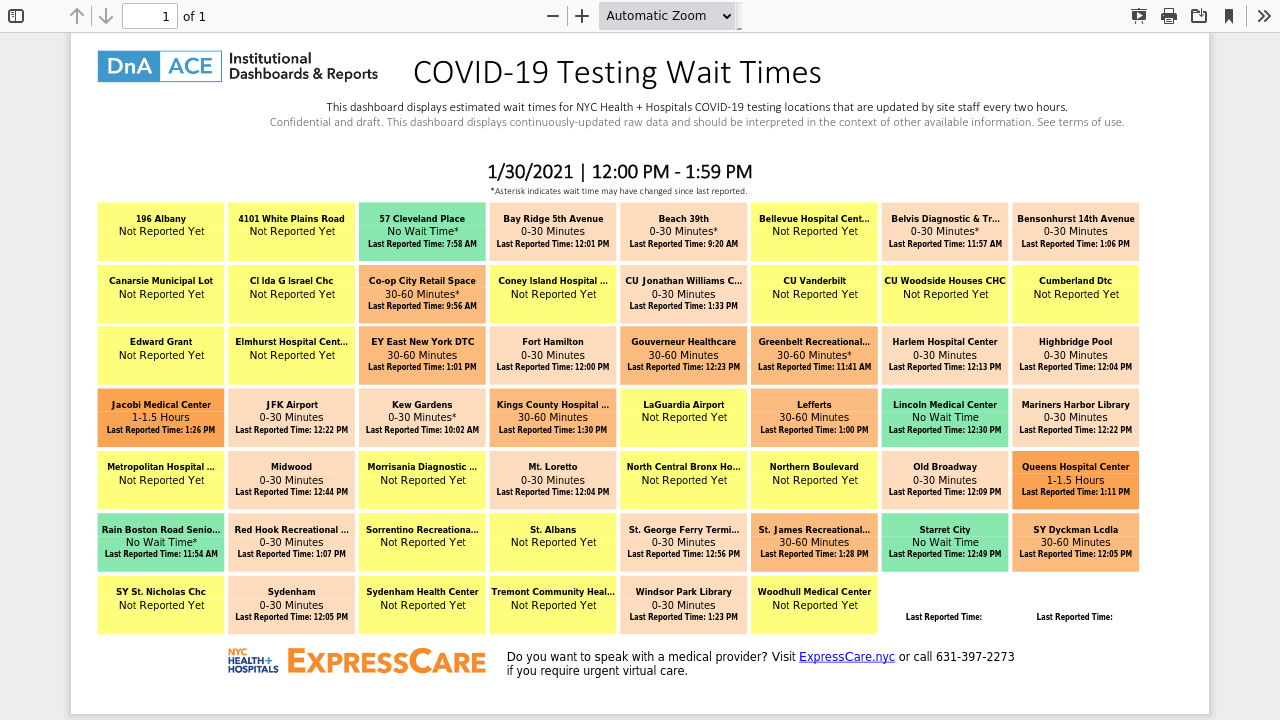 1 of 1 Automatic Zoom
DnA ACE Institutional
Dashboards & Reports
COVID-19 Testing Wait Times
This dashboard displays estimated wait times for NYC Health + Hospitals COVID-19 testing locations that are updated by site staff every two hours.
Confidential and draft. This dashboard displays continuously-updated raw data and should be interpreted in the context of other available information. See terms of use.
1/30/2021 | 12:00 PM - 1:59 PM
*Asterisk indicates wait time may have changed since last reported.
196 Albany
Not Reported Yet
4101 White Plains Road
Not Reported Yet
57 Cleveland Place
No Wait Time*
Last Reported Time: 7:58 AM
Bay Ridge 5th Avenue
0-30 Minutes
Last Reported Time: 12:01 PM
Beach 39th
0-30 Minutes*
Last Reported Time: 9:20 AM
Bellevue Hospital Cent...
Not Reported Yet
Belvis Diagnostic & Tr...
0-30 Minutes*
Last Reported Time: 11:57 AM
Bensonhurst 14th Avenue
0-30 Minutes
Last Reported Time: 1:06 PM
Canarsie Municipal Lot
Not Reported Yet
CI Ida G Israel Chc
Not Reported Yet
Co-op City Retail Space
30-60 Minutes*
Last Reported Time: 9:56 AM
Coney Island Hospital ...
Not Reported Yet
CU Jonathan Williams C...
0-30 Minutes
Last Reported Time: 1:33 PM
CU Vanderbilt
Not Reported Yet
CU Woodside Houses CHC
Not Reported Yet
Cumberland Dtc
Not Reported Yet
Edward Grant
Not Reported Yet
Elmhurst Hospital Cent...
Not Reported Yet
EY East New York DTC
30-60 Minutes
Last Reported Time: 1:01 PM
Fort Hamilton
0-30 Minutes
Last Reported Time: 12:00 PM
Gouverneur Healthcare
30-60 Minutes
Last Reported Time: 12:23 PM
Greenbelt Recreational...
30-60 Minutes*
Last Reported Time: 11:41 AM
Harlem Hospital Center
0-30 Minutes
Last Reported Time: 12:13 PM
Highbridge Pool
0-30 Minutes
Last Reported Time: 12:04 PM
Jacobi Medical Center
1-1.5 Hours
Last Reported Time: 1:26 PM
JFK Airport
0-30 Minutes
Last Reported Time: 12:22 PM
Kew Gardens
0-30 Minutes*
Last Reported Time: 10:02 AM
Kings County Hospital ...
30-60 Minutes
Last Reported Time: 1:30 PM
LaGuardia Airport
Not Reported Yet
Lefferts
30-60 Minutes
Last Reported Time: 1:00 PM
Lincoln Medical Center
No Wait Time
Last Reported Time: 12:30 PM
Mariners Harbor Library
0-30 Minutes
Last Reported Time: 12:22 PM
Metropolitan Hospital ...
Not Reported Yet
Midwood
0-30 Minutes
Last Reported Time: 12:44 PM
Morrisania Diagnostic ...
Not Reported Yet
Mt. Loretto
0-30 Minutes
Last Reported Time: 12:04 PM
North Central Bronx Ho...
Not Reported Yet
Northern Boulevard
Not Reported Yet
Old Broadway
0-30 Minutes
Last Reported Time: 12:09 PM
Queens Hospital Center
1-1.5 Hours
Last Reported Time: 1:11 PM
Rain Boston Road Senio...
No Wait Time*
Last Reported Time: 11:54 AM
Red Hook Recreational ...
0-30 Minutes
Last Reported Time: 1:07 PM
Sorrentino Recreationa...
Not Reported Yet
St. Albans
Not Reported Yet
St. George Ferry Termi...
0-30 Minutes
Last Reported Time: 12:56 PM
St. James Recreational...
30-60 Minutes
Last Reported Time: 1:28 PM
Starret City
No Wait Time
Last Reported Time: 12:49 PM
SY Dyckman Lcdla
30-60 Minutes
Last Reported Time: 12:05 PM
SY St. Nicholas Chc
Not Reported Yet
Sydenham
0-30 Minutes
Last Reported Time: 12:05 PM
Sydenham Health Center
Not Reported Yet
Tremont Community Heal...
Not Reported Yet
Windsor Park Library
0-30 Minutes
Last Reported Time: 1:23 PM
Woodhull Medical Center
Not Reported Yet
Last Reported Time:
Last Reported Time:
NYC
HEALTH+
HOSPITALS
EXPRESSCARE
Do you want to speak with a medical provider? Visit ExpressCare.nyc or call 631-397-2273
if you require urgent virtual care.